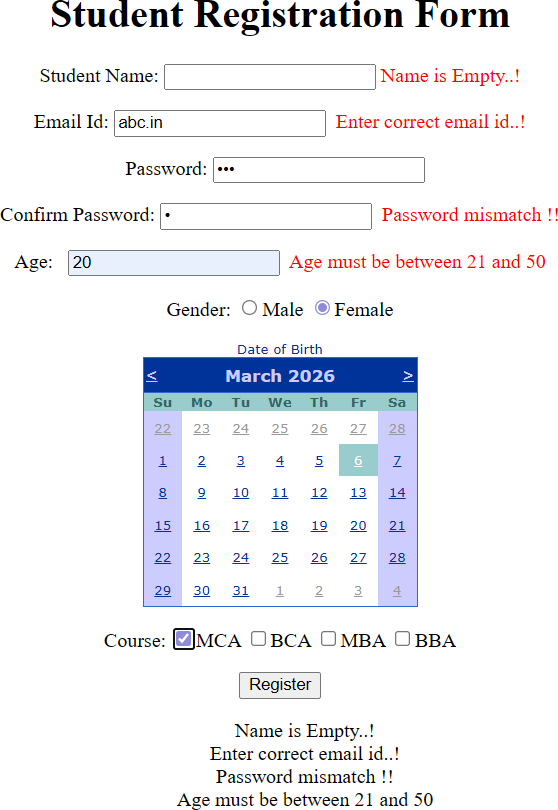 Student Registration Form
Student Name: Name is Empty..!
Email Id: abc.in Enter correct email id..!
Password: •••
Confirm Password: • Password mismatch !!
Age: 20 Age must be between 21 and 50
Gender: Male Female
Date of Birth
< March 2026 >
Su Mo Tu We Th Fr Sa
22 23 24 25 26 27 28
1 2 3 4 5 6 7
8 9 10 11 12 13 14
15 16 17 18 19 20 21
22 23 24 25 26 27 28
29 30 31 1 2 3 4
Course: MCA BCA MBA BBA
Register
Name is Empty..!
Enter correct email id..!
Password mismatch !!
Age must be between 21 and 50